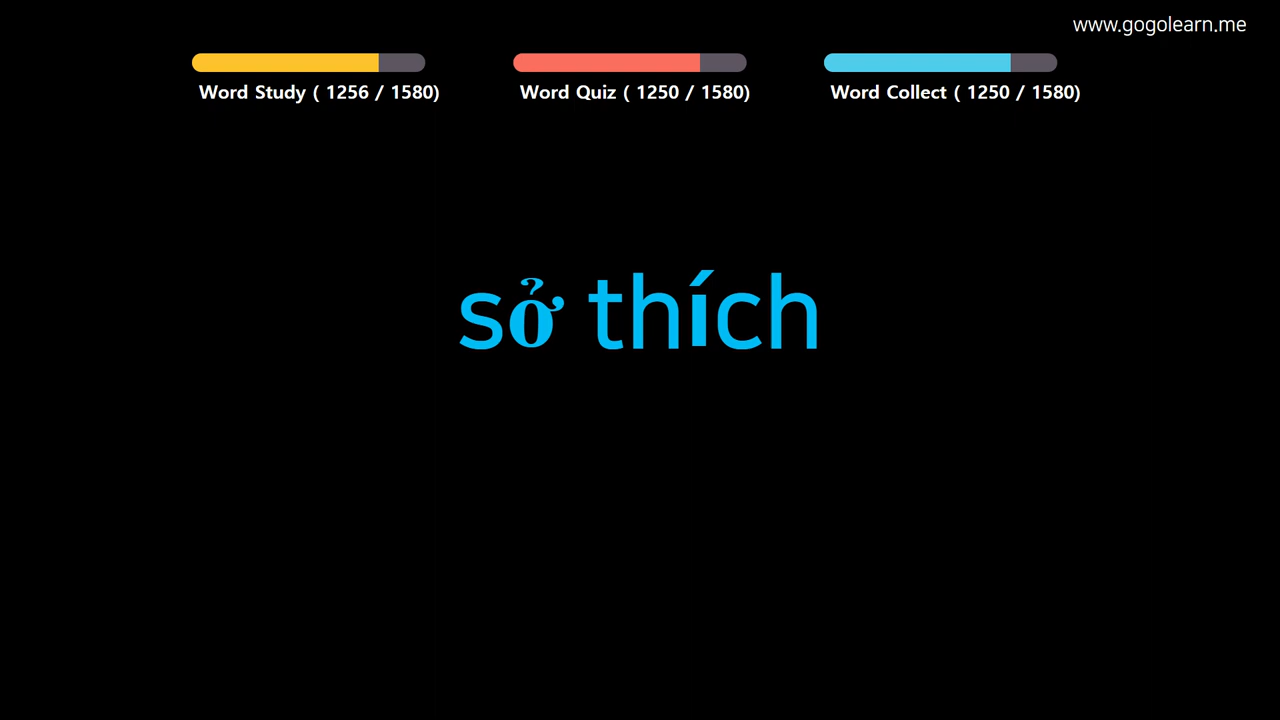 www.gogolearn.me
Word Study ( 1256 / 1580)
Word Quiz ( 1250 / 1580)
Word Collect ( 1250 / 1580)
sở thích